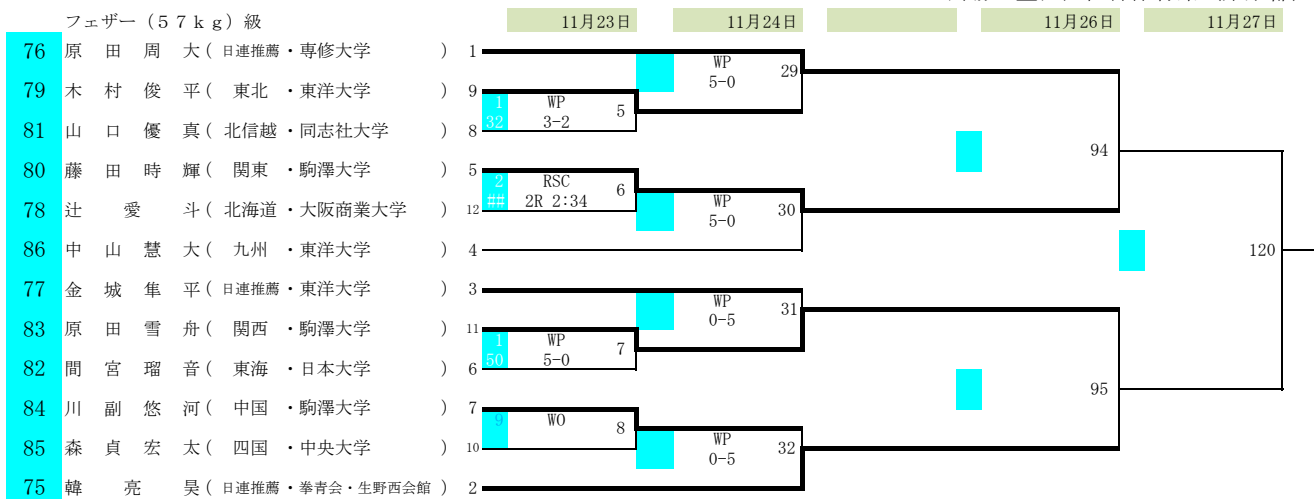 フェザー（５７ｋｇ）級 11月23日 11月24日 11月26日 11月27日
76 原田周大( 日連推薦・専修大学 ) 1
WP 29
5-0
79 木村俊平( 東北・東洋大学 ) 9
1 WP 5
32 3-2
81 山口優真( 北信越・同志社大学 ) 8
94
80 藤田時輝( 関東・駒澤大学 ) 5
2 RSC 6
## 2R 2:34
WP 30
5-0
78 辻愛斗( 北海道・大阪商業大学 ) 12
86 中山慧大( 九州・東洋大学 ) 4
120
77 金城隼平( 日連推薦・東洋大学 ) 3
WP 31
0-5
83 原田雪舟( 関西・駒澤大学 ) 11
1 WP 7
50 5-0
82 間宮瑠音( 東海・日本大学 ) 6
95
84 川副悠河( 中国・駒澤大学 ) 7
9 WO 8
WP 32
0-5
85 森貞宏太( 四国・中央大学 ) 10
75 韓亮昊( 日連推薦・拳青会・生野西会館 ) 2